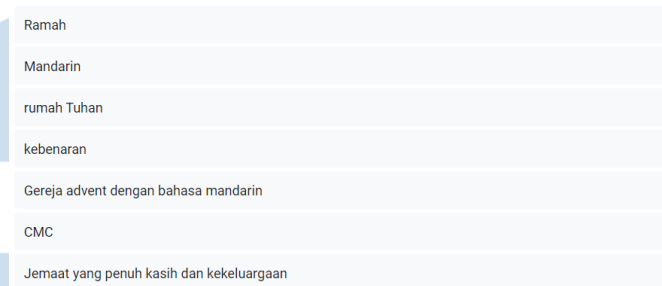 Ramah
Mandarin
rumah Tuhan
kebenaran
Gereja advent dengan bahasa mandarin
CMC
Jemaat yang penuh kasih dan kekeluargaan